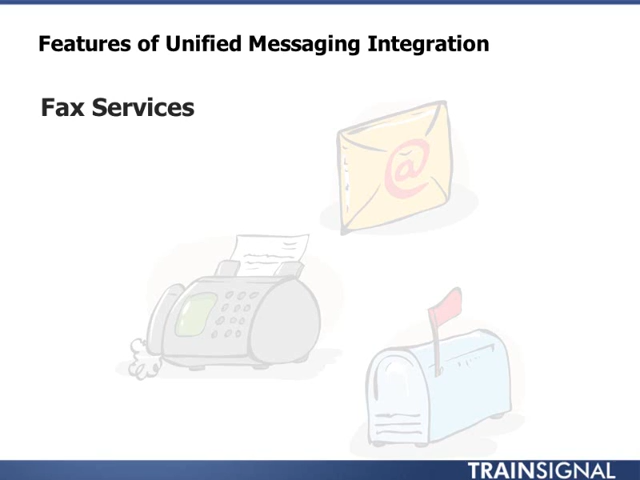 Features of Unified Messaging Integration
Fax Services
@
TRAINSIGNAL